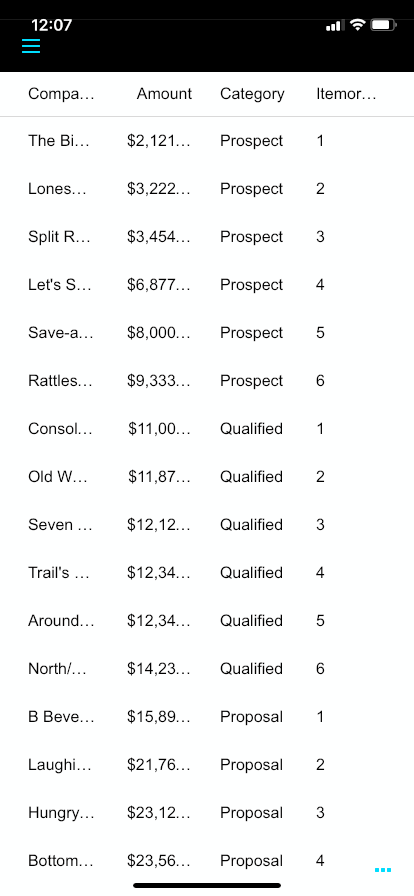 12:07
Compa... Amount Category Itemor...
The Bi... $2,121... Prospect 1
Lones... $3,222... Prospect 2
Split R... $3,454... Prospect 3
Let's S... $6,877... Prospect 4
Save-a... $8,000... Prospect 5
Rattles... $9,333... Prospect 6
Consol... $11,00... Qualified 1
Old W... $11,87... Qualified 2
Seven ... $12,12... Qualified 3
Trail's ... $12,34... Qualified 4
Around... $12,34... Qualified 5
North/... $14,23... Qualified 6
B Beve... $15,89... Proposal 1
Laughi... $21,76... Proposal 2
Hungry... $23,12... Proposal 3
Bottom... $23,56... Proposal 4